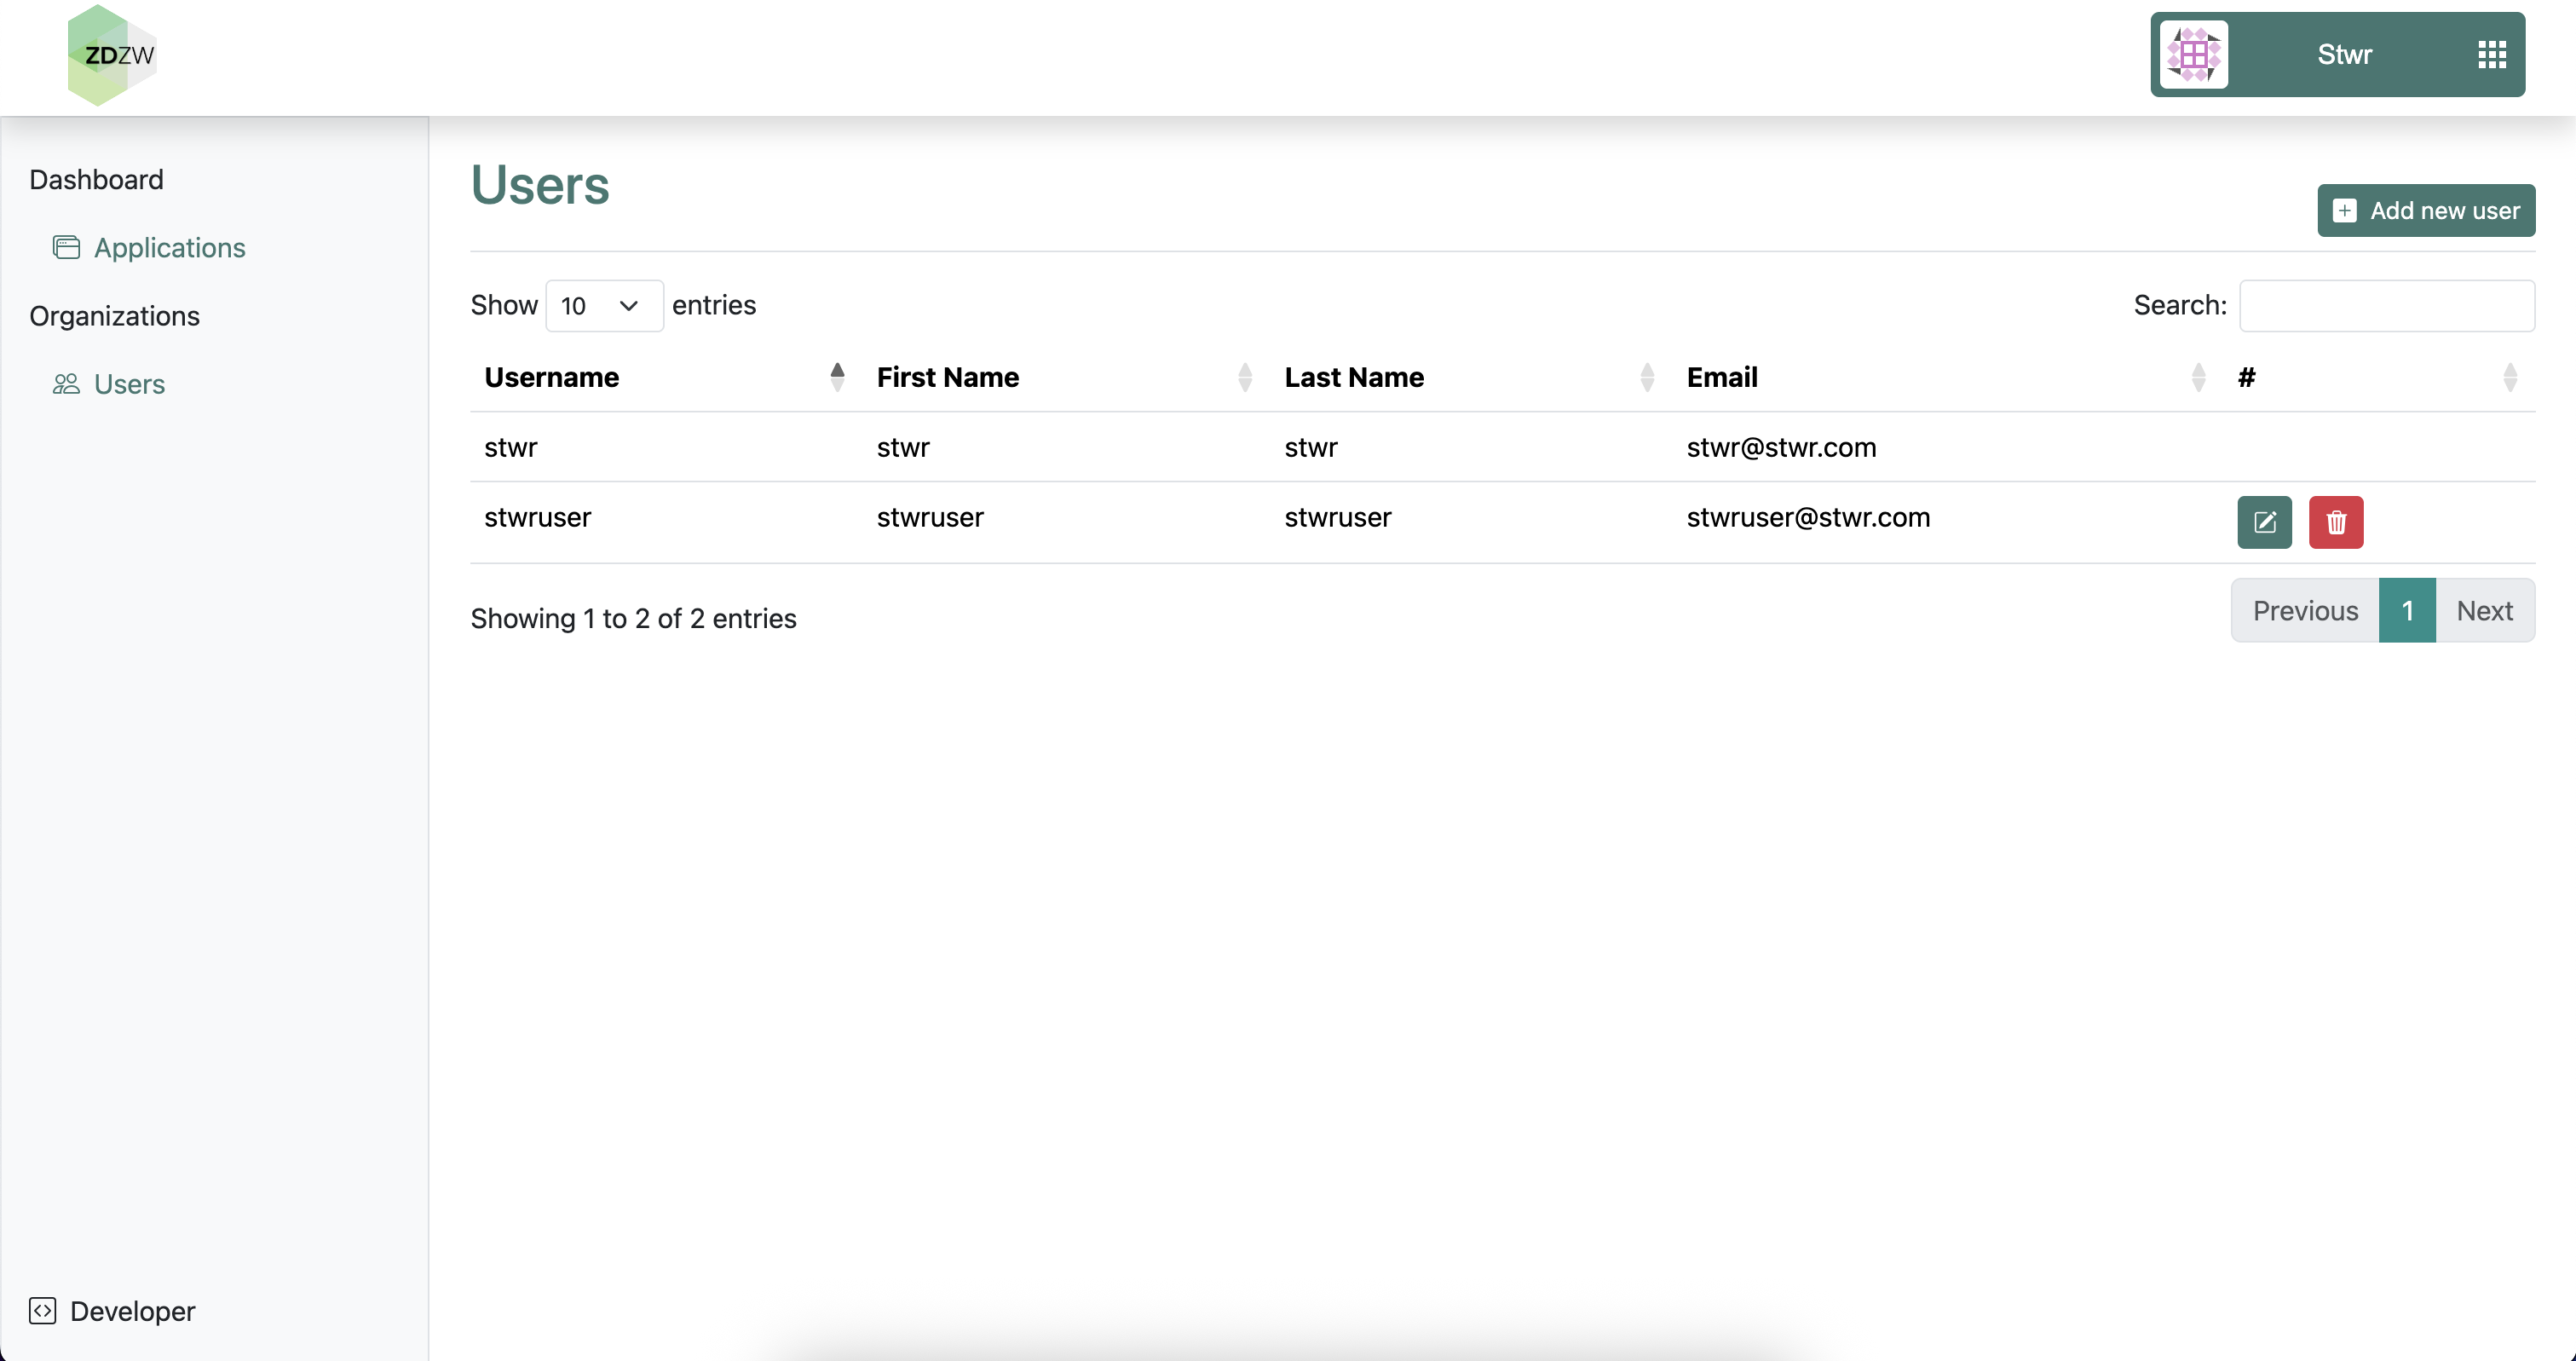 ZDZW
Stwr
Dashboard
Applications
Organizations
Users
Developer
Users
Add new user
Show 10 entries
Search:
Username First Name Last Name Email #
stwr stwr stwr stwr@stwr.com
stwruser stwruser stwruser stwruser@stwr.com
Showing 1 to 2 of 2 entries
Previous 1 Next